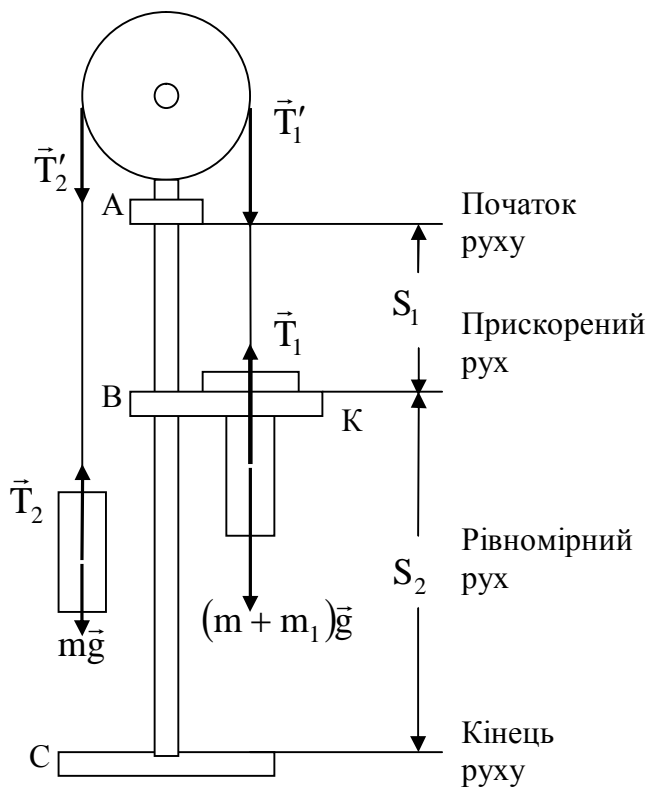 T⃗₁′
T⃗₂′
А
Початок
руху
S₁
Прискорений
рух
T⃗₁
В
К
T⃗₂
Рівномірний
рух
S₂
mg⃗
(m + m₁)g⃗
С
Кінець
руху